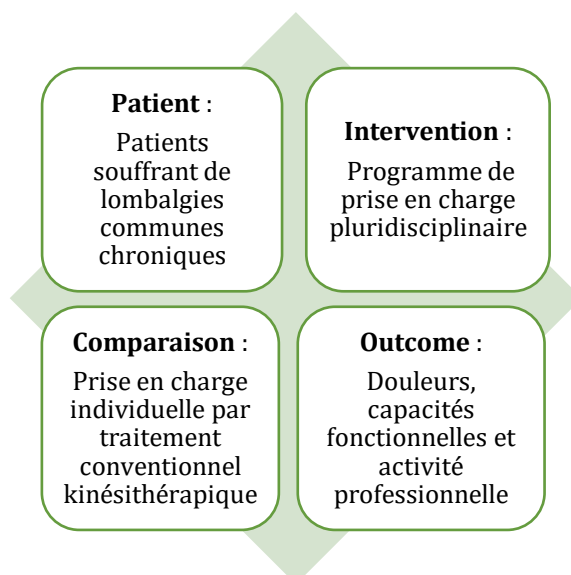 Patient :
Patients
souffrant de
lombalgies
communes
chroniques
Intervention :
Programme de
prise en charge
pluridisciplinaire
Comparaison :
Prise en charge
individuelle par
traitement
conventionnel
kinésithérapique
Outcome :
Douleurs,
capacités
fonctionnelles et
activité
professionnelle